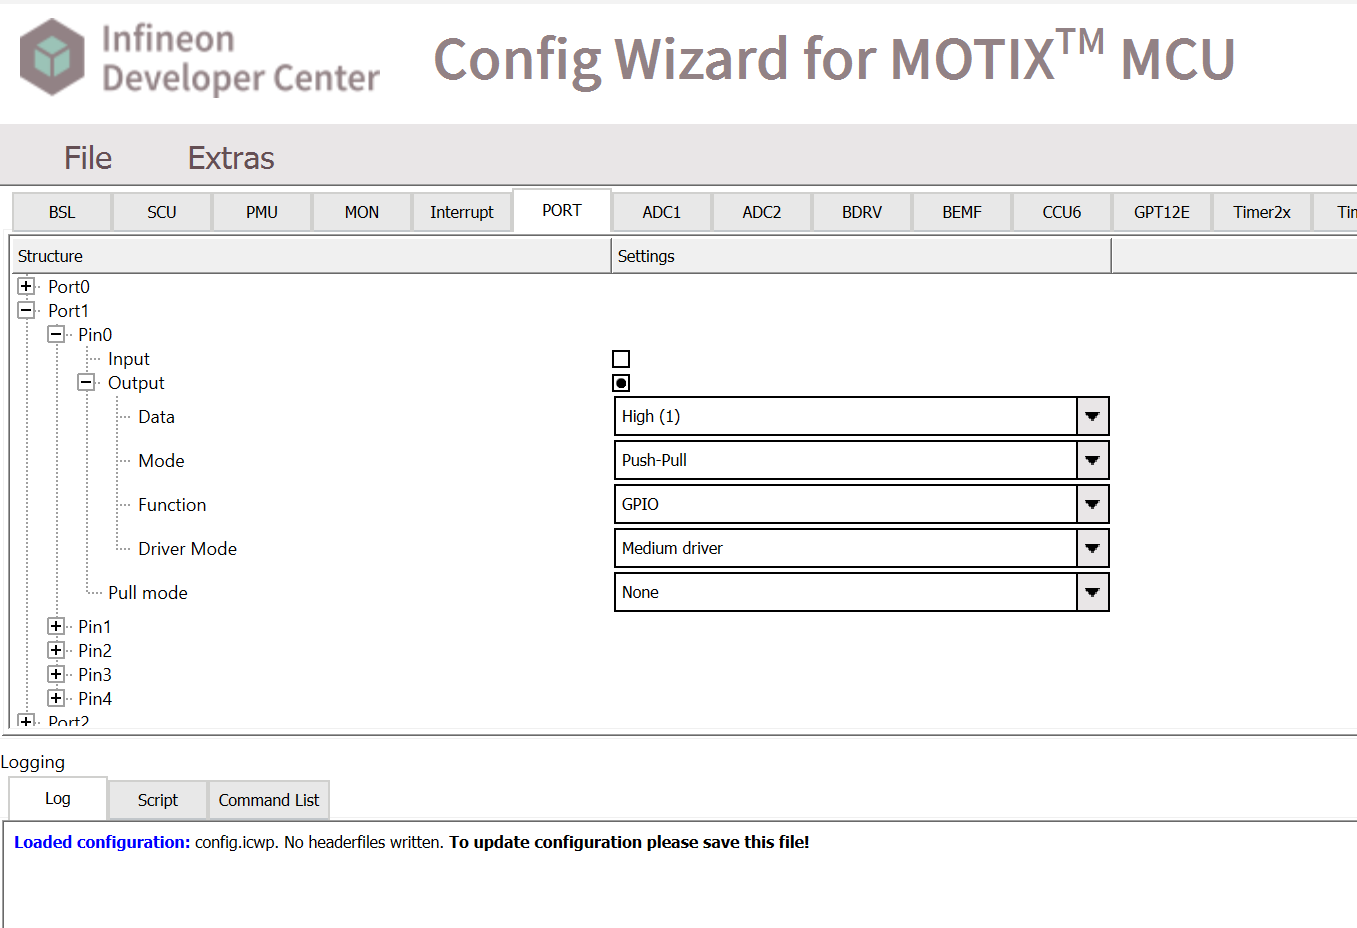 Infineon
Developer Center
Config Wizard for MOTIX™ MCU
File Extras
BSL SCU PMU MON Interrupt PORT ADC1 ADC2 BDRV BEMF CCU6 GPT12E Timer2x Tim
Structure Settings
Port0
Port1
Pin0
Input
Output
Data High (1)
Mode Push-Pull
Function GPIO
Driver Mode Medium driver
Pull mode None
Pin1
Pin2
Pin3
Pin4
Port2
Logging
Log Script Command List
Loaded configuration: config.icwp. No headerfiles written. To update configuration please save this file!